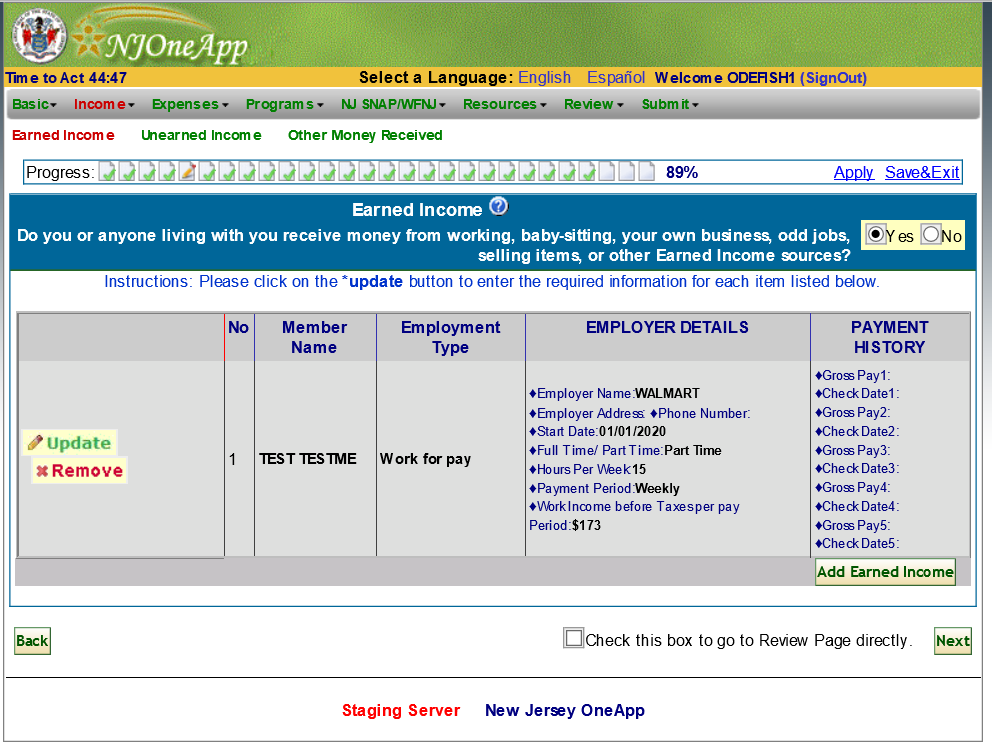 NJOneApp
Time to Act 44:47 Select a Language: English Español Welcome ODEFISH1 (SignOut)
Basic Income Expenses Programs NJ SNAP/WFNJ Resources Review Submit
Earned Income Unearned Income Other Money Received
Progress: 89% Apply Save&Exit
Earned Income ?
Do you or anyone living with you receive money from working, baby-sitting, your own business, odd jobs,
selling items, or other Earned Income sources?
Yes No
Instructions: Please click on the *update button to enter the required information for each item listed below.
No Member Name Employment Type EMPLOYER DETAILS PAYMENT HISTORY
Update
Remove
1 TEST TESTME Work for pay
♦Employer Name:WALMART
♦Employer Address: ♦Phone Number:
♦Start Date:01/01/2020
♦Full Time/ Part Time:Part Time
♦Hours Per Week:15
♦Payment Period:Weekly
♦Work Income before Taxes per pay
Period:$173
♦Gross Pay1:
♦Check Date1:
♦Gross Pay2:
♦Check Date2:
♦Gross Pay3:
♦Check Date3:
♦Gross Pay4:
♦Check Date4:
♦Gross Pay5:
♦Check Date5:
Add Earned Income
Back Check this box to go to Review Page directly. Next
Staging Server New Jersey OneApp